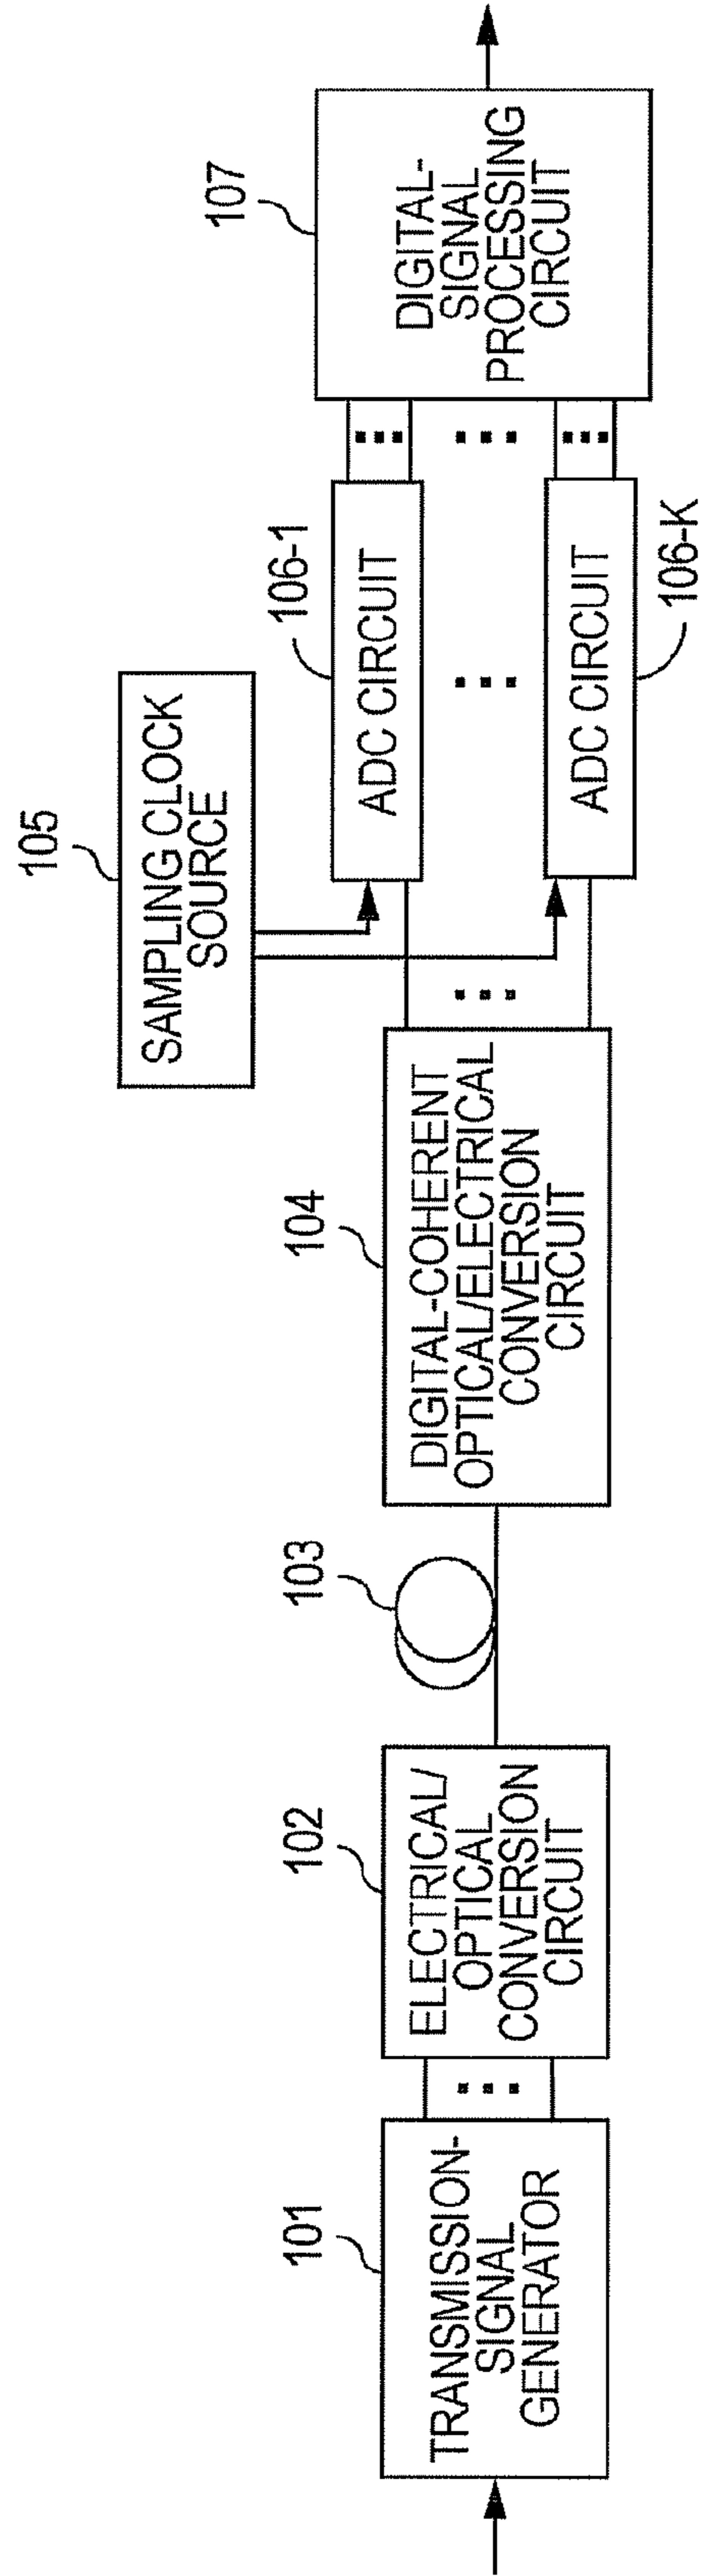 101
TRANSMISSION-
SIGNAL
GENERATOR
102
ELECTRICAL/
OPTICAL
CONVERSION
CIRCUIT
103
104
DIGITAL-COHERENT
OPTICAL/ELECTRICAL
CONVERSION
CIRCUIT
105
SAMPLING CLOCK
SOURCE
106-1
ADC CIRCUIT
ADC CIRCUIT
106-K
107
DIGITAL-
SIGNAL
PROCESSING
CIRCUIT